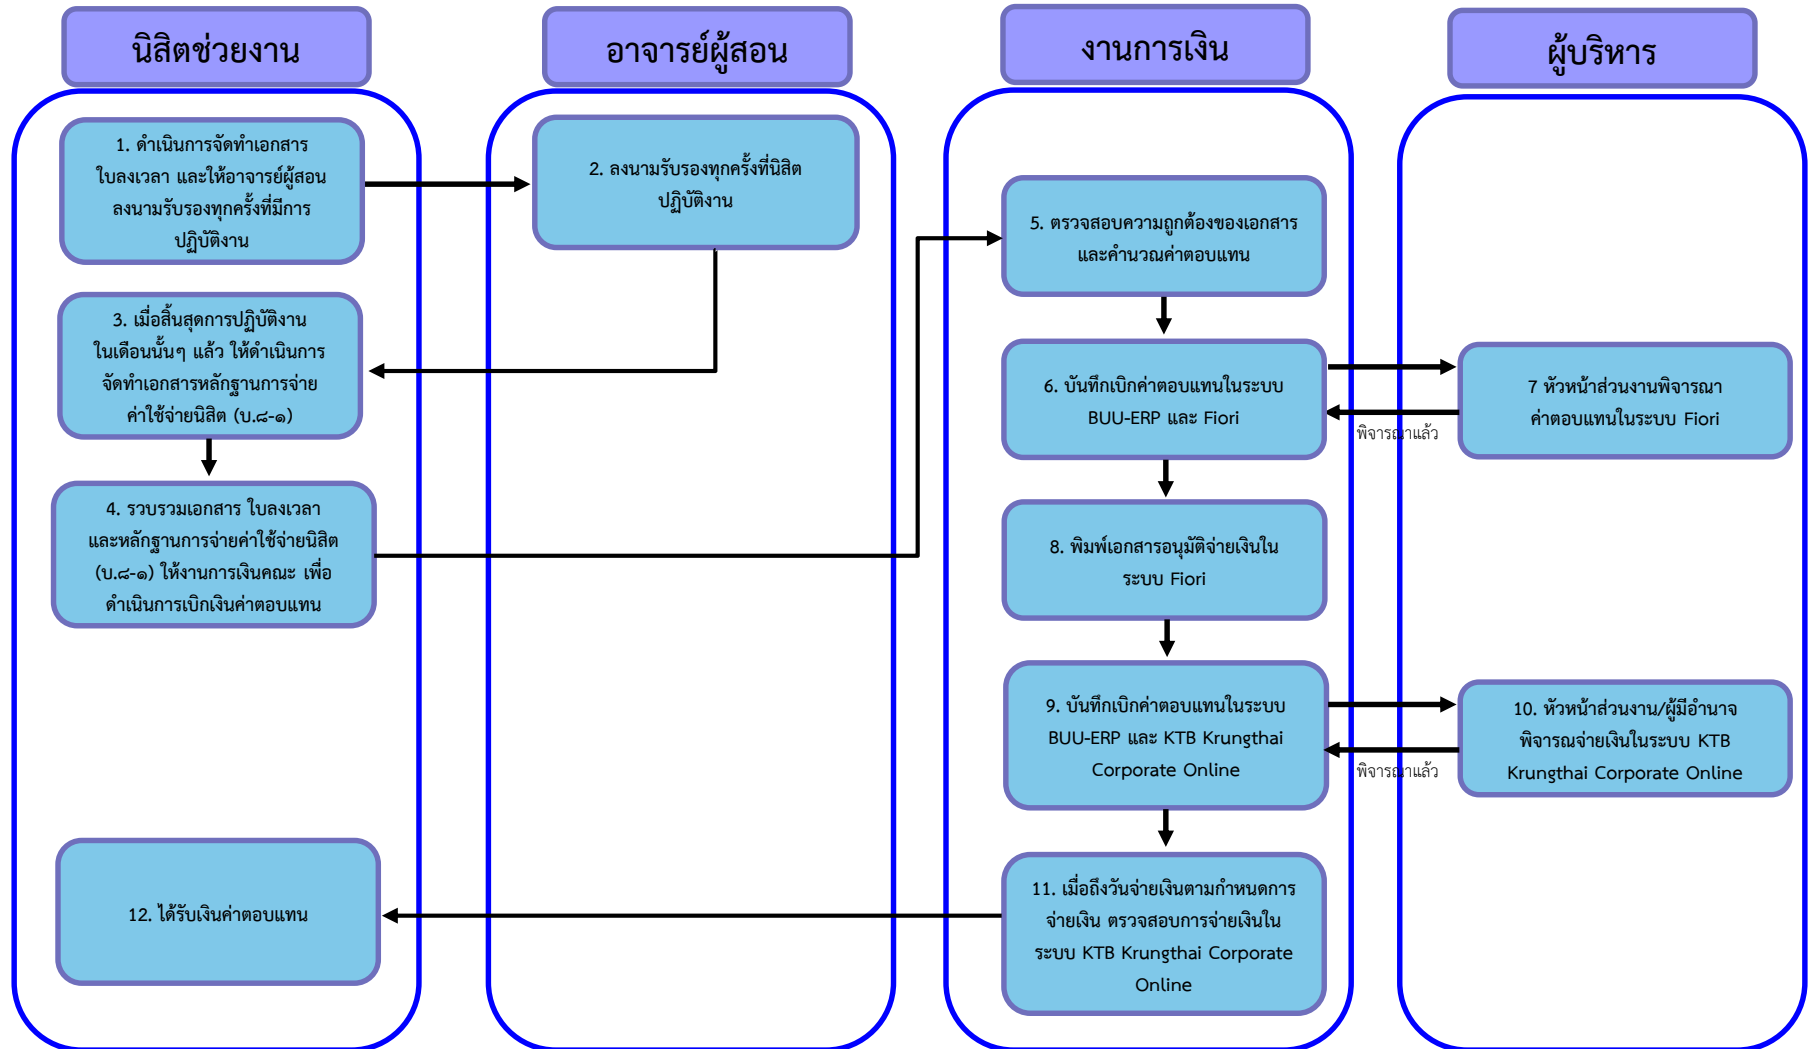 นิสิตช่วยงาน
อาจารย์ผู้สอน
งานการเงิน
ผู้บริหาร
1. ดำเนินการจัดทำเอกสาร
ใบลงเวลา และให้อาจารย์ผู้สอน
ลงนามรับรองทุกครั้งที่มีการ
ปฏิบัติงาน
2. ลงนามรับรองทุกครั้งที่นิสิต
ปฏิบัติงาน
3. เมื่อสิ้นสุดการปฏิบัติงาน
ในเดือนนั้นๆ แล้ว ให้ดำเนินการ
จัดทำเอกสารหลักฐานการจ่าย
ค่าใช้จ่ายนิสิต (บ.๘-๑)
4. รวบรวมเอกสาร ใบลงเวลา
และหลักฐานการจ่ายค่าใช้จ่ายนิสิต
(บ.๘-๑) ให้งานการเงินคณะ เพื่อ
ดำเนินการเบิกเงินค่าตอบแทน
5. ตรวจสอบความถูกต้องของเอกสาร
และคำนวณค่าตอบแทน
6. บันทึกเบิกค่าตอบแทนในระบบ
BUU-ERP และ Fiori
7 หัวหน้าส่วนงานพิจารณา
ค่าตอบแทนในระบบ Fiori
พิจารณาแล้ว
8. พิมพ์เอกสารอนุมัติจ่ายเงินใน
ระบบ Fiori
9. บันทึกเบิกค่าตอบแทนในระบบ
BUU-ERP และ KTB Krungthai
Corporate Online
10. หัวหน้าส่วนงาน/ผู้มีอำนาจ
พิจารณจ่ายเงินในระบบ KTB
Krungthai Corporate Online
พิจารณาแล้ว
11. เมื่อถึงวันจ่ายเงินตามกำหนดการ
จ่ายเงิน ตรวจสอบการจ่ายเงินใน
ระบบ KTB Krungthai Corporate
Online
12. ได้รับเงินค่าตอบแทน